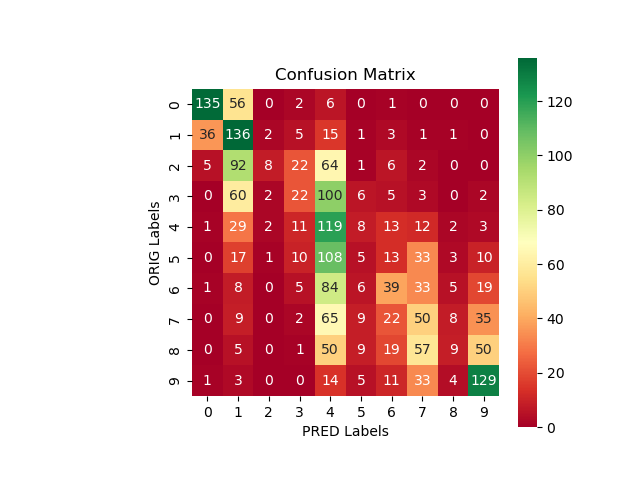 Confusion Matrix
0 135 56 0 2 6 0 1 0 0 0
1 36 136 2 5 15 1 3 1 1 0
2 5 92 8 22 64 1 6 2 0 0
3 0 60 2 22 100 6 5 3 0 2
4 1 29 2 11 119 8 13 12 2 3
5 0 17 1 10 108 5 13 33 3 10
6 1 8 0 5 84 6 39 33 5 19
7 0 9 0 2 65 9 22 50 8 35
8 0 5 0 1 50 9 19 57 9 50
9 1 3 0 0 14 5 11 33 4 129
0 1 2 3 4 5 6 7 8 9
PRED Labels
ORIG Labels
120
100
80
60
40
20
0